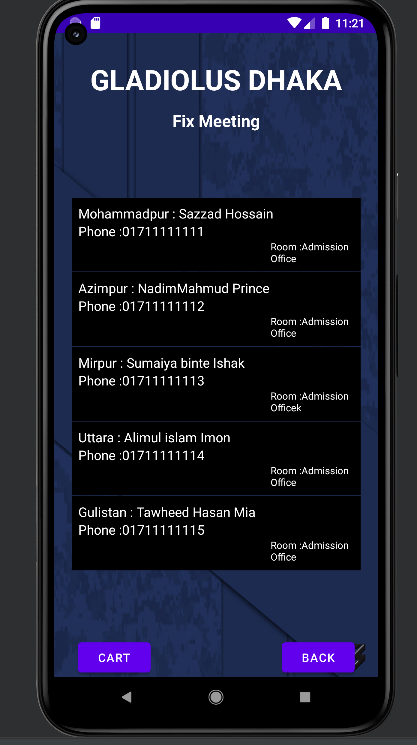 11:21
GLADIOLUS DHAKA
Fix Meeting
Mohammadpur : Sazzad Hossain
Phone :01711111111
Room :Admission
Office
Azimpur : NadimMahmud Prince
Phone :01711111112
Room :Admission
Office
Mirpur : Sumaiya binte Ishak
Phone :01711111113
Room :Admission
Officek
Uttara : Alimul islam Imon
Phone :01711111114
Room :Admission
Office
Gulistan : Tawheed Hasan Mia
Phone :01711111115
Room :Admission
Office
CART
BACK